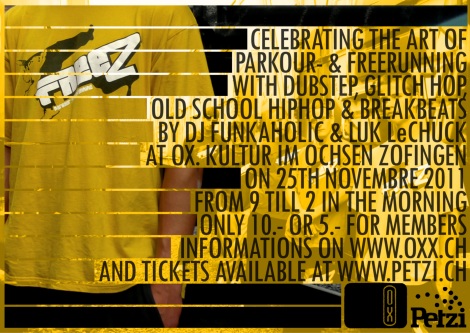 CELEBRATING THE ART OF
PARKOUR- & FREERUNNING
WITH DUBSTEP, GLITCH HOP,
OLD SCHOOL HIPHOP & BREAKBEATS
BY DJ FUNKAHOLIC & LUK LeCHUCK
AT OX. KULTUR IM OCHSEN ZOFINGEN
ON 25TH NOVEMBRE 2011
FROM 9 TILL 2 IN THE MORNING
ONLY 10.- OR 5.- FOR MEMBERS
INFORMATIONS ON WWW.OXX.CH
AND TICKETS AVAILABLE AT WWW.PETZI.CH
OX
Petzi